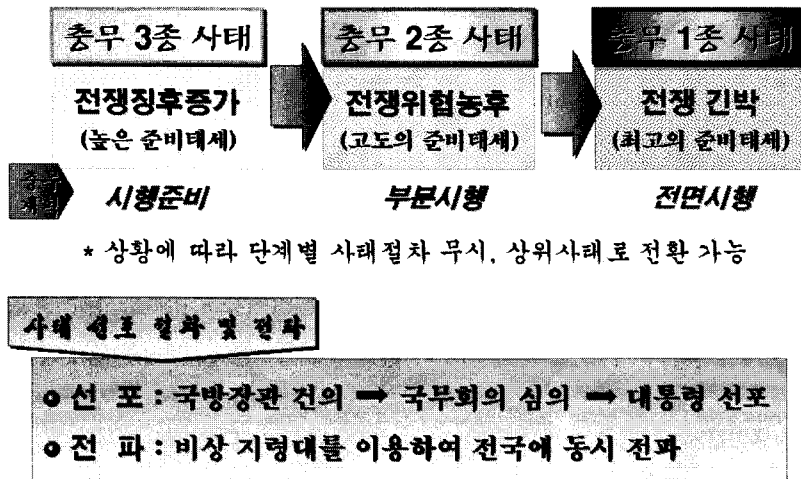 충무 3종 사태
충무 2종 사태
충무 1종 사태
전쟁징후증가
(높은 준비태세)
전쟁위험농후
(고도의 준비태세)
전쟁 긴박
(최고의 준비태세)
충무
계획
시행준비
부분시행
전면시행
* 상황에 따라 단계별 사태절차 무시, 상위사태로 전환 가능
사태 선포 절차 및 전파
선 포 : 국방장관 건의 ➡ 국무회의 심의 ➡ 대통령 선포
전 파 : 비상 지령대를 이용하여 전국에 동시 전파